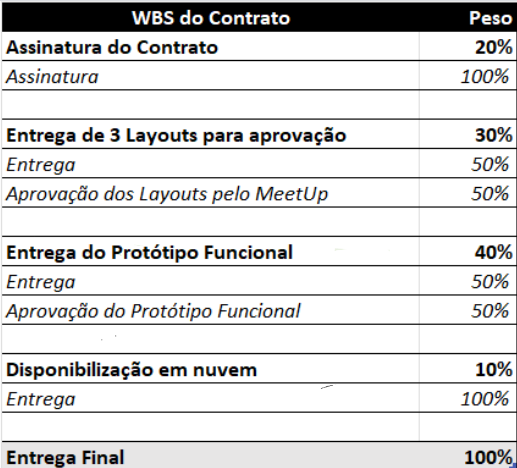 WBS do Contrato Peso
Assinatura do Contrato 20%
Assinatura 100%
Entrega de 3 Layouts para aprovação 30%
Entrega 50%
Aprovação dos Layouts pelo MeetUp 50%
Entrega do Protótipo Funcional 40%
Entrega 50%
Aprovação do Protótipo Funcional 50%
Disponibilização em nuvem 10%
Entrega 100%
Entrega Final 100%